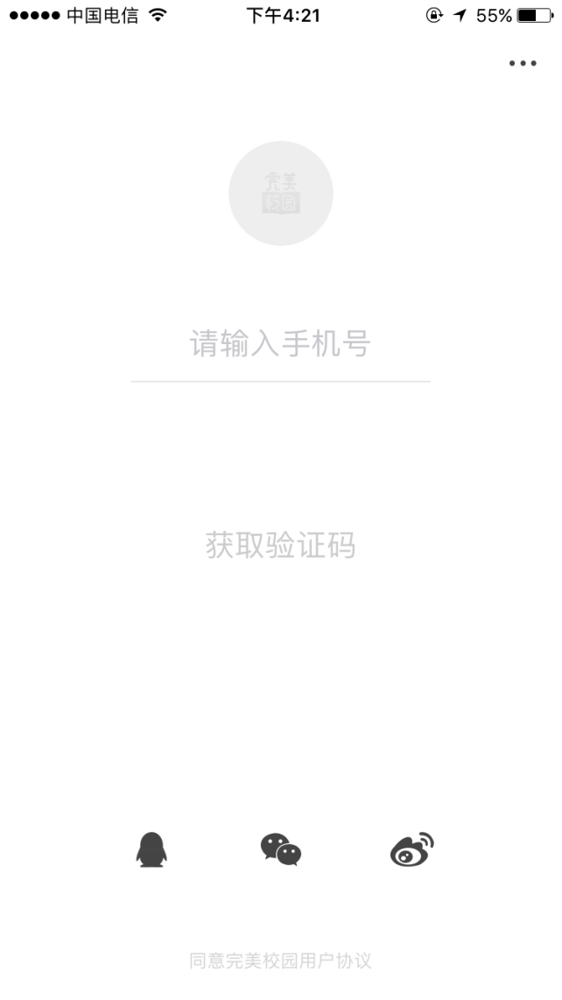 中国电信 下午4:21 55%
完美
校园
请输入手机号
获取验证码
同意完美校园用户协议